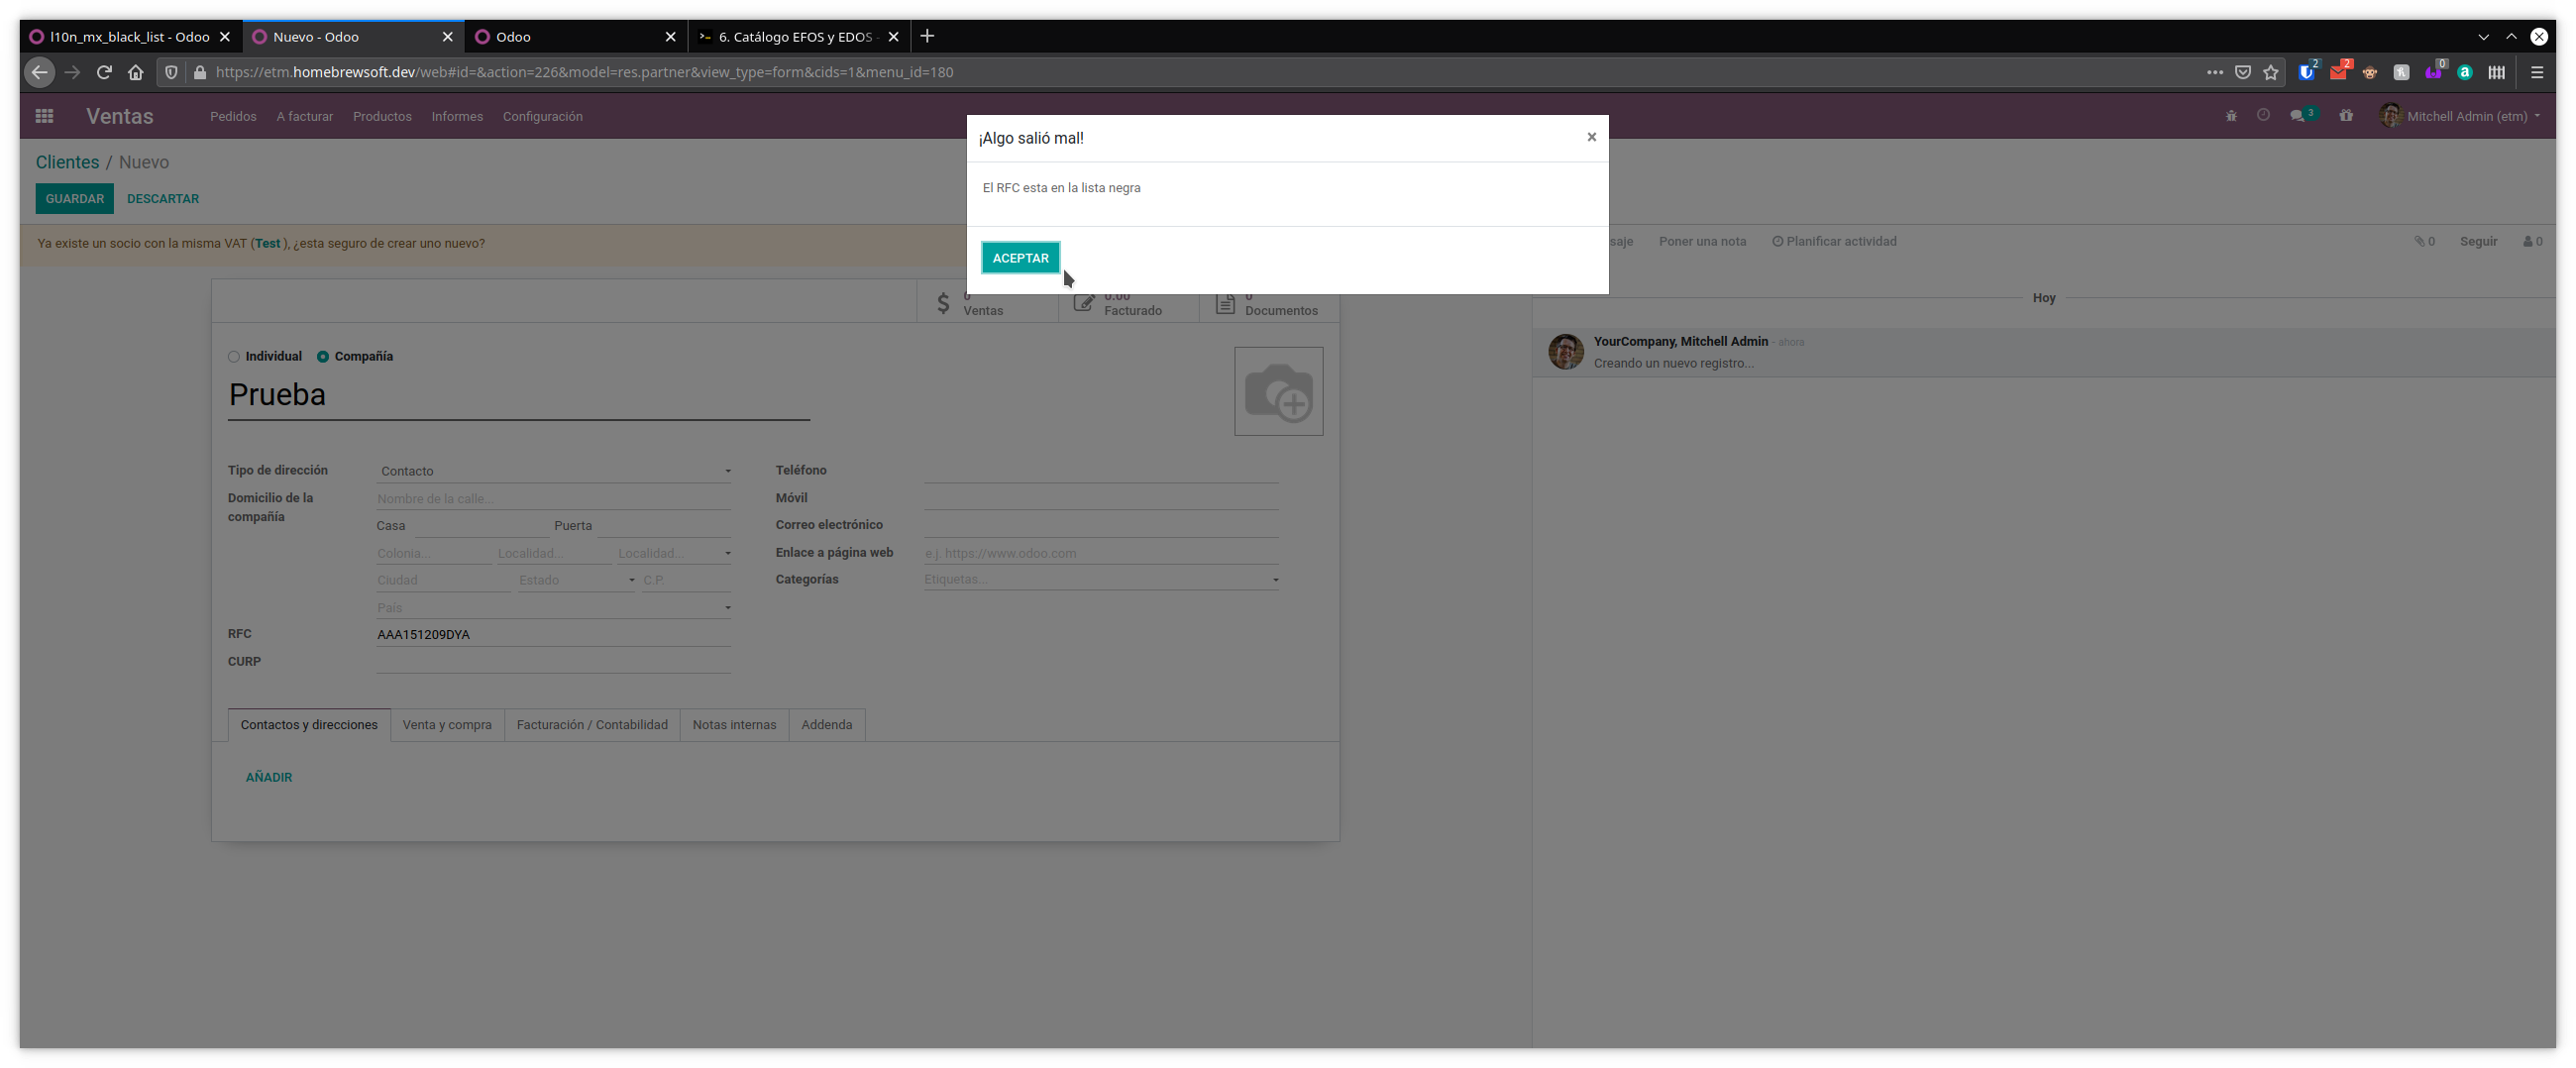 l10n_mx_black_list - Odoo
Nuevo - Odoo
Odoo
6. Catálogo EFOS y EDOS -
https://etm.homebrewsoft.dev/web#id=&action=226&model=res.partner&view_type=form&cids=1&menu_id=180
2
2
0
Ventas
Pedidos
A facturar
Productos
Informes
Configuración
3
Mitchell Admin (etm)
¡Algo salió mal!
×
El RFC esta en la lista negra
ACEPTAR
Clientes / Nuevo
GUARDAR
DESCARTAR
Ya existe un socio con la misma VAT (Test ), ¿esta seguro de crear uno nuevo?
saje
Poner una nota
Planificar actividad
0
Seguir
0
Ventas
0.00
Facturado
Documentos
Hoy
YourCompany, Mitchell Admin - ahora
Creando un nuevo registro...
Individual
Compañía
Prueba
Tipo de dirección
Contacto
Domicilio de la
compañía
Nombre de la calle...
Casa
Puerta
Colonia...
Localidad...
Localidad...
Ciudad
Estado
C.P.
País
RFC
AAA151209DYA
CURP
Teléfono
Móvil
Correo electrónico
Enlace a página web
e.j. https://www.odoo.com
Categorías
Etiquetas...
Contactos y direcciones
Venta y compra
Facturación / Contabilidad
Notas internas
Addenda
AÑADIR